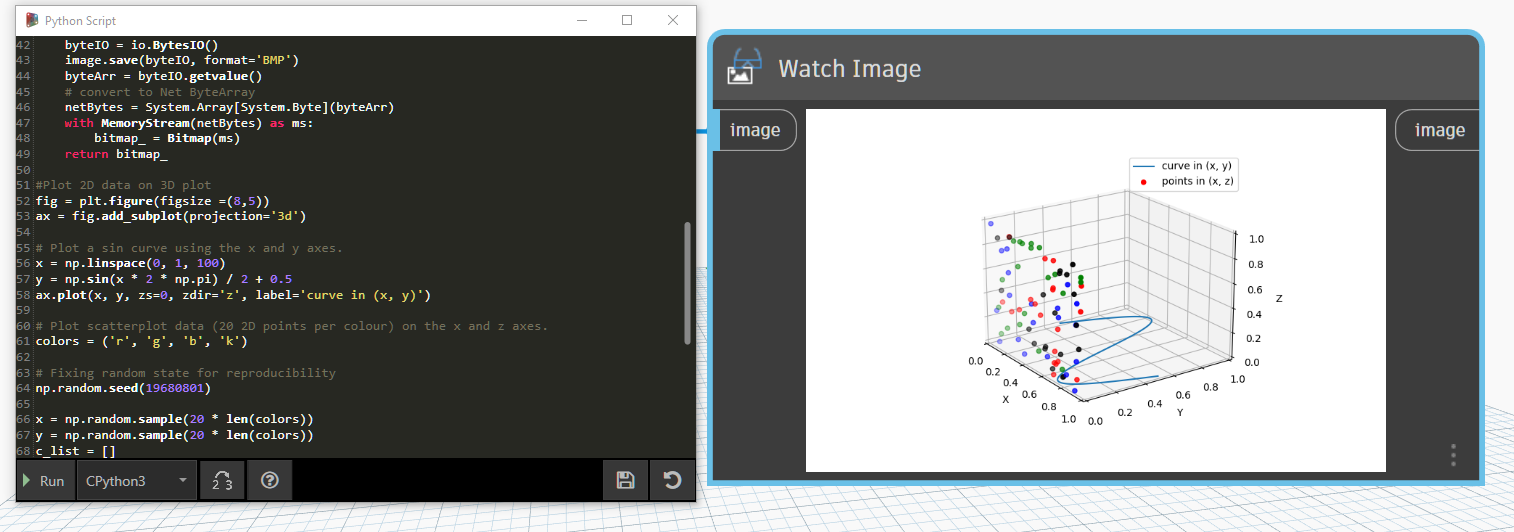 Python Script
42 byteIO = io.BytesIO()
43 image.save(byteIO, format='BMP')
44 byteArr = byteIO.getvalue()
45 # convert to Net ByteArray
46 netBytes = System.Array[System.Byte](byteArr)
47 with MemoryStream(netBytes) as ms:
48 bitmap_ = Bitmap(ms)
49 return bitmap_
50
51 #Plot 2D data on 3D plot
52 fig = plt.figure(figsize =(8,5))
53 ax = fig.add_subplot(projection='3d')
54
55 # Plot a sin curve using the x and y axes.
56 x = np.linspace(0, 1, 100)
57 y = np.sin(x * 2 * np.pi) / 2 + 0.5
58 ax.plot(x, y, zs=0, zdir='z', label='curve in (x, y)')
59
60 # Plot scatterplot data (20 2D points per colour) on the x and z axes.
61 colors = ('r', 'g', 'b', 'k')
62
63 # Fixing random state for reproducibility
64 np.random.seed(19680801)
65
66 x = np.random.sample(20 * len(colors))
67 y = np.random.sample(20 * len(colors))
68 c_list = []
Run
CPython3
2 3
?
Watch Image
image
image
curve in (x, y)
points in (x, z)
1.0
0.8
0.6
0.4
0.2
0.0
Z
0.0
0.2
0.4
0.6
0.8
1.0
X
0.0
0.2
0.4
0.6
0.8
1.0
Y